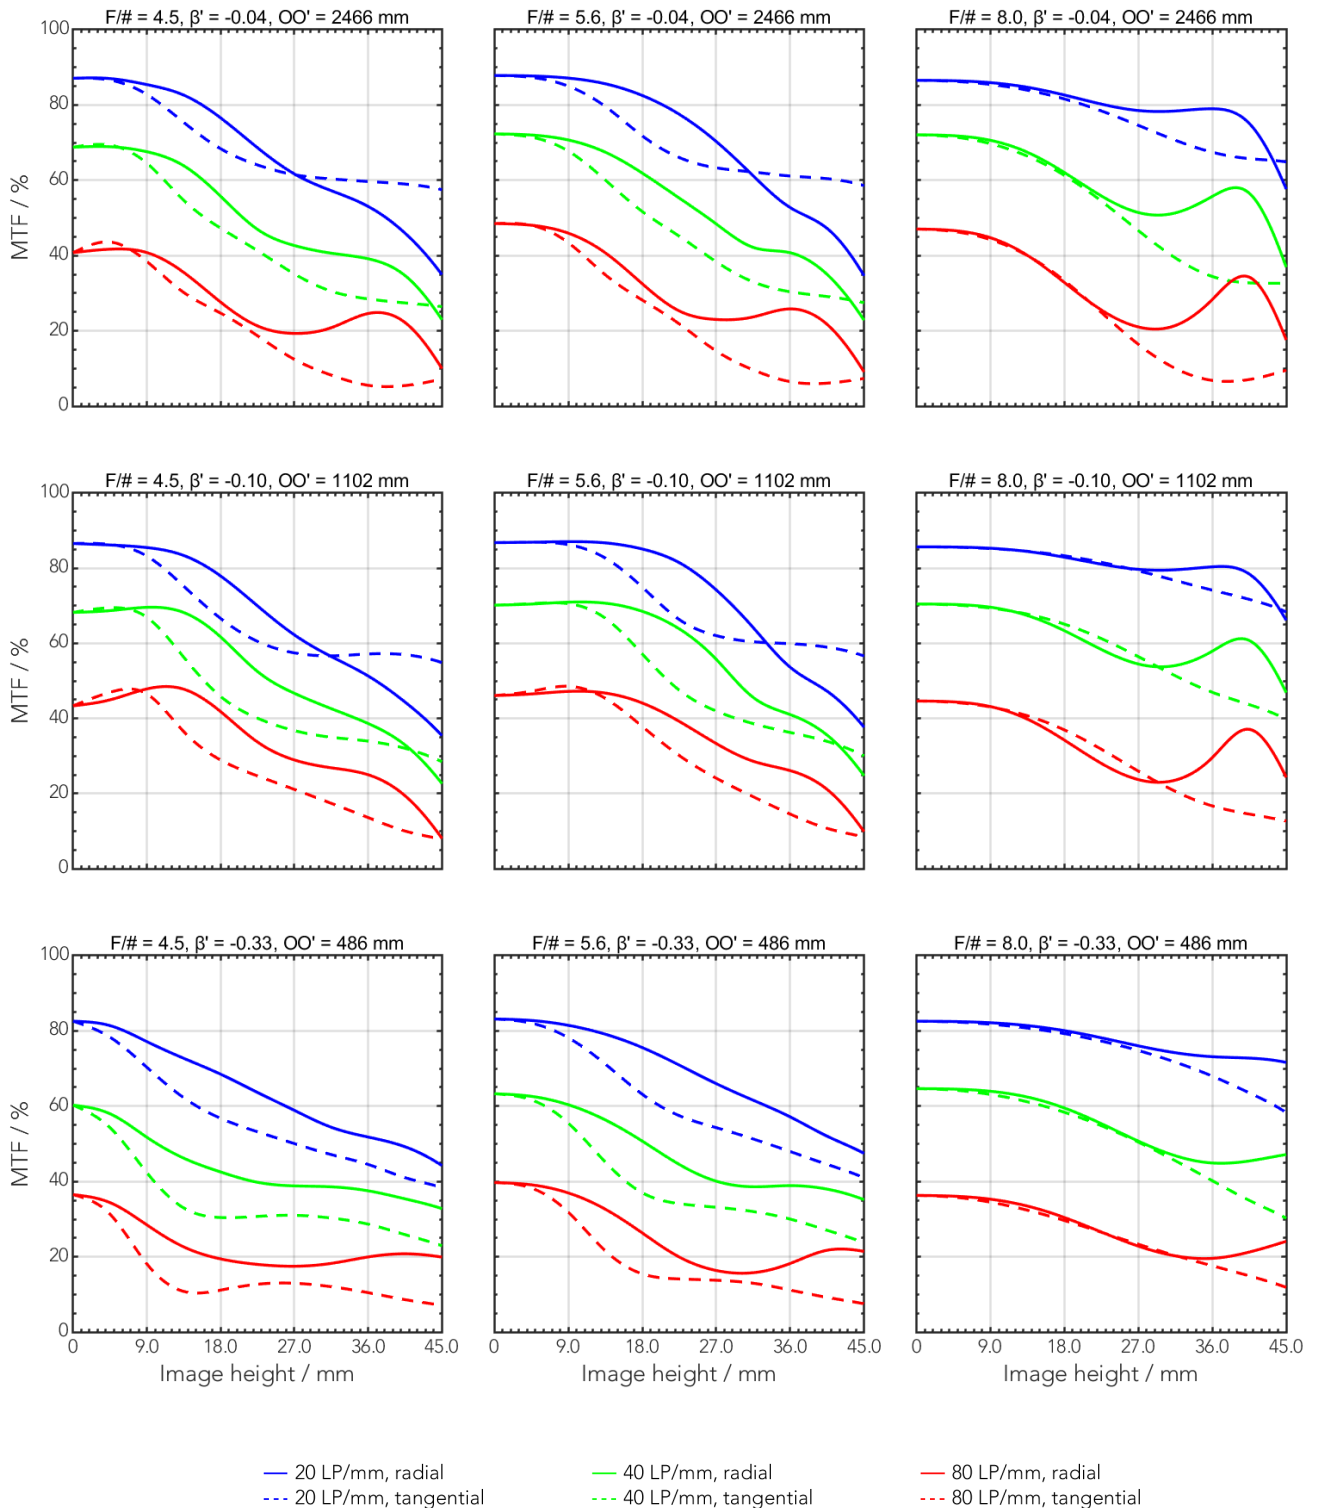 F/# = 4.5, β' = -0.04, OO' = 2466 mm
F/# = 5.6, β' = -0.04, OO' = 2466 mm
F/# = 8.0, β' = -0.04, OO' = 2466 mm
100
80
60
40
20
0
MTF / %
F/# = 4.5, β' = -0.10, OO' = 1102 mm
F/# = 5.6, β' = -0.10, OO' = 1102 mm
F/# = 8.0, β' = -0.10, OO' = 1102 mm
100
80
60
40
20
0
MTF / %
F/# = 4.5, β' = -0.33, OO' = 486 mm
F/# = 5.6, β' = -0.33, OO' = 486 mm
F/# = 8.0, β' = -0.33, OO' = 486 mm
100
80
60
40
20
0
MTF / %
0 9.0 18.0 27.0 36.0 45.0
0 9.0 18.0 27.0 36.0 45.0
0 9.0 18.0 27.0 36.0 45.0
Image height / mm
Image height / mm
Image height / mm
20 LP/mm, radial
40 LP/mm, radial
80 LP/mm, radial
20 LP/mm, tangential
40 LP/mm, tangential
80 LP/mm, tangential